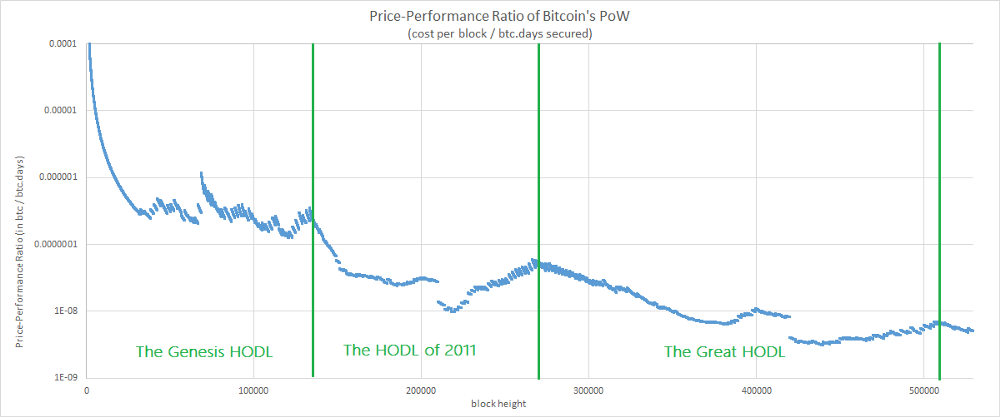 Price-Performance Ratio of Bitcoin's PoW
(cost per block / btc.days secured)
Price-Performance Ratio (in btc / btc.days)
0.0001
0.00001
0.000001
0.0000001
1E-08
1E-09
The Genesis HODL
The HODL of 2011
The Great HODL
0
100000
200000
300000
400000
500000
block height